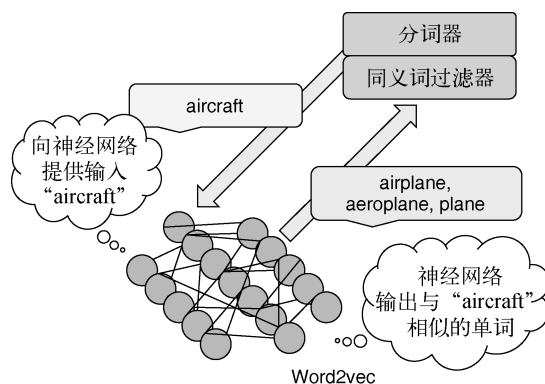 分词器
同义词过滤器
aircraft
向神经网络
提供输入
“aircraft”
airplane,
aeroplane, plane
神经网络
输出与“aircraft”
相似的单词
Word2vec